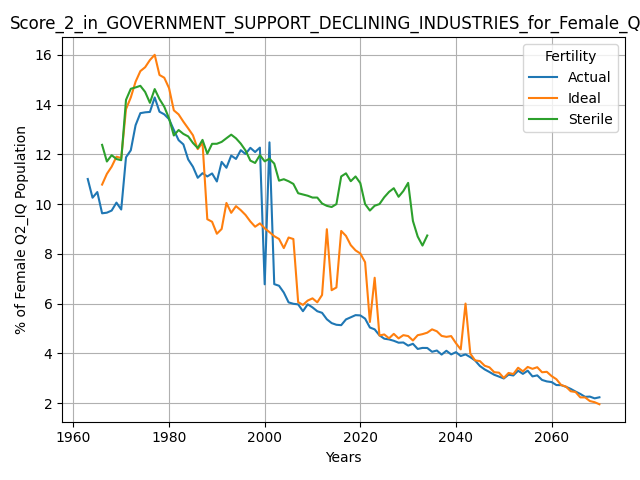 Score_2_in_GOVERNMENT_SUPPORT_DECLINING_INDUSTRIES_for_Female_Q
% of Female Q2_IQ Population
16
14
12
10
8
6
4
2
Fertility
Actual
Ideal
Sterile
1960 1980 2000 2020 2040 2060
Years